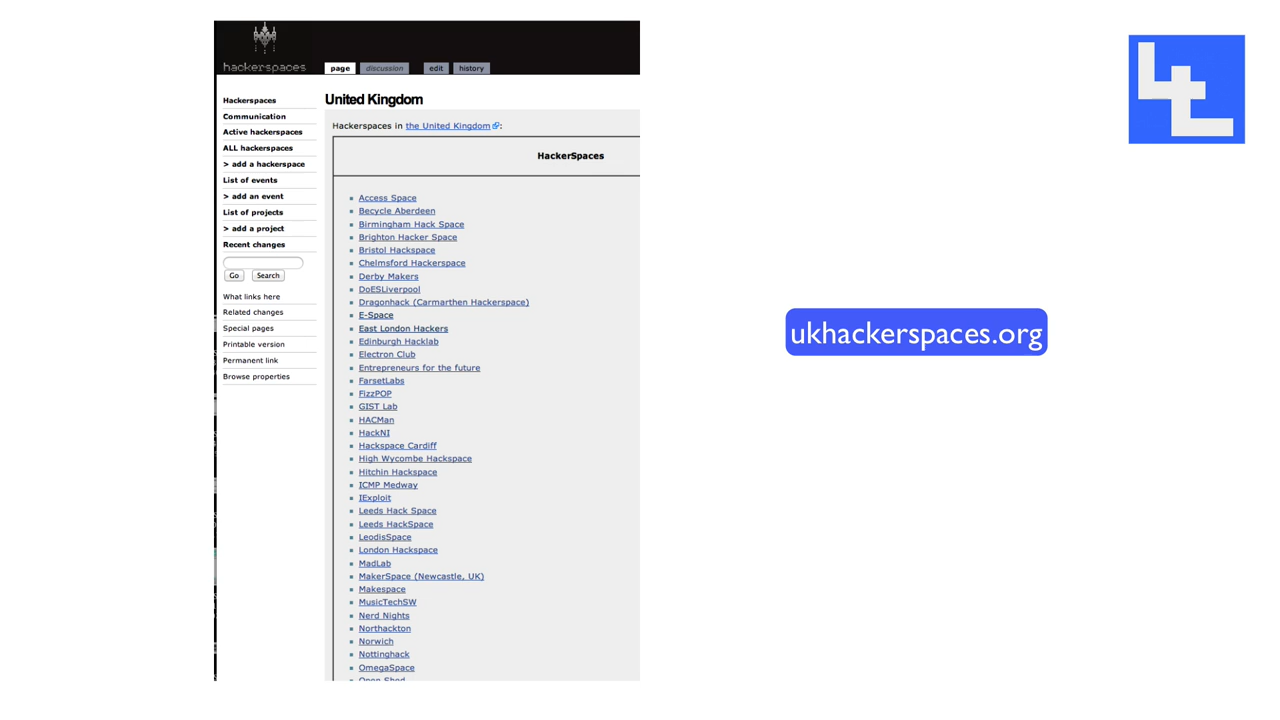 hackerspaces
page
discussion
edit
history
Hackerspaces
Communication
Active hackerspaces
ALL hackerspaces
> add a hackerspace
List of events
> add an event
List of projects
> add a project
Recent changes
Go
Search
What links here
Related changes
Special pages
Printable version
Permanent link
Browse properties
United Kingdom
Hackerspaces in the United Kingdom:
HackerSpaces
Access Space
Becycle Aberdeen
Birmingham Hack Space
Brighton Hacker Space
Bristol Hackspace
Chelmsford Hackerspace
Derby Makers
DoESLiverpool
Dragonhack (Carmarthen Hackerspace)
E-Space
East London Hackers
Edinburgh Hacklab
Electron Club
Entrepreneurs for the future
FarsetLabs
FizzPOP
GIST Lab
HACMan
HackNI
Hackspace Cardiff
High Wycombe Hackspace
Hitchin Hackspace
ICMP Medway
IExploit
Leeds Hack Space
Leeds HackSpace
LeodisSpace
London Hackspace
MadLab
MakerSpace (Newcastle, UK)
Makespace
MusicTechSW
Nerd Nights
Northackton
Norwich
Nottinghack
OmegaSpace
Open Shed
ukhackerspaces.org